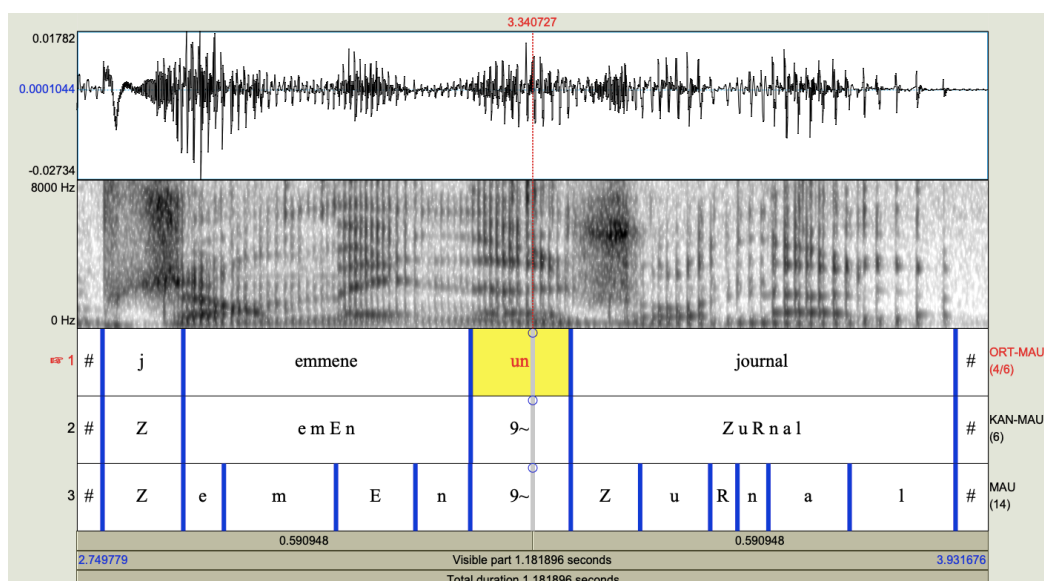 3.340727
0.01782
0.0001044
-0.02734
8000 Hz
0 Hz
☞ 1 # j emmene un journal # ORT-MAU (4/6)
2 # Z e m E n 9~ Z u R n a l # KAN-MAU (6)
3 # Z e m E n 9~ Z u R n a l # MAU (14)
0.590948 0.590948
2.749779 Visible part 1.181896 seconds 3.931676
Total duration 1.181896 seconds